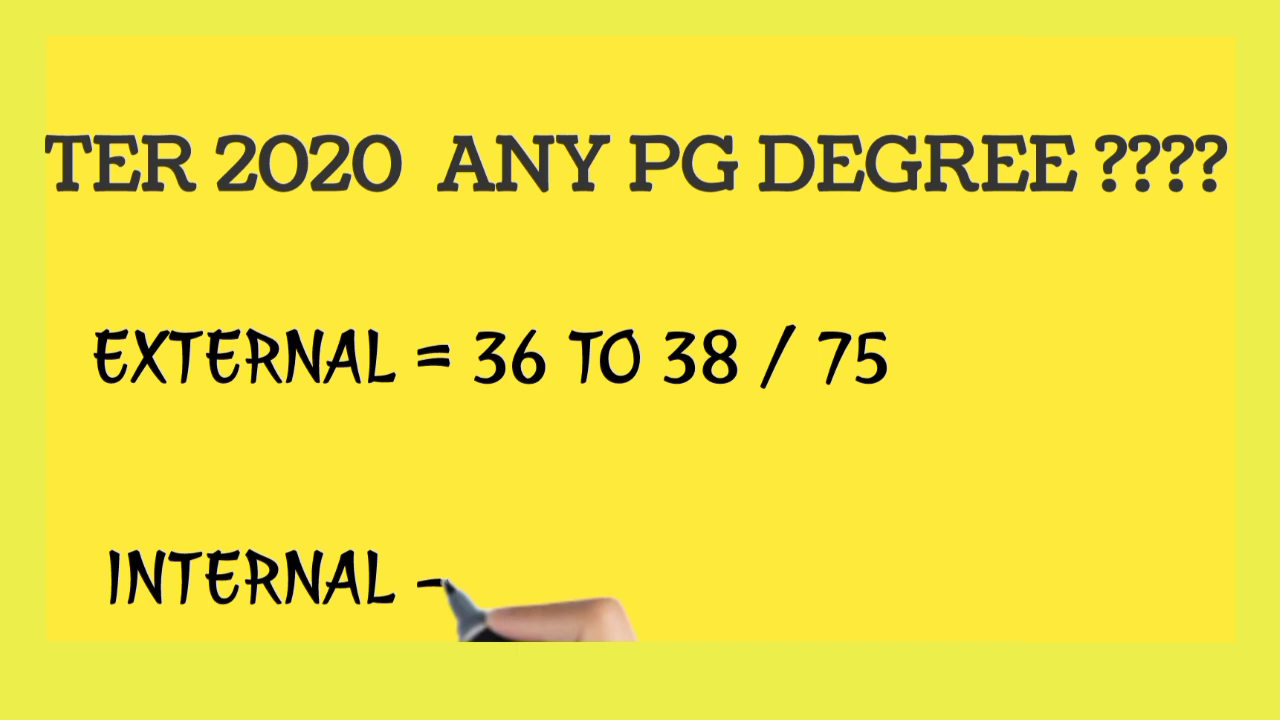 TER 2020 ANY PG DEGREE ????
EXTERNAL = 36 TO 38 / 75
INTERNAL -